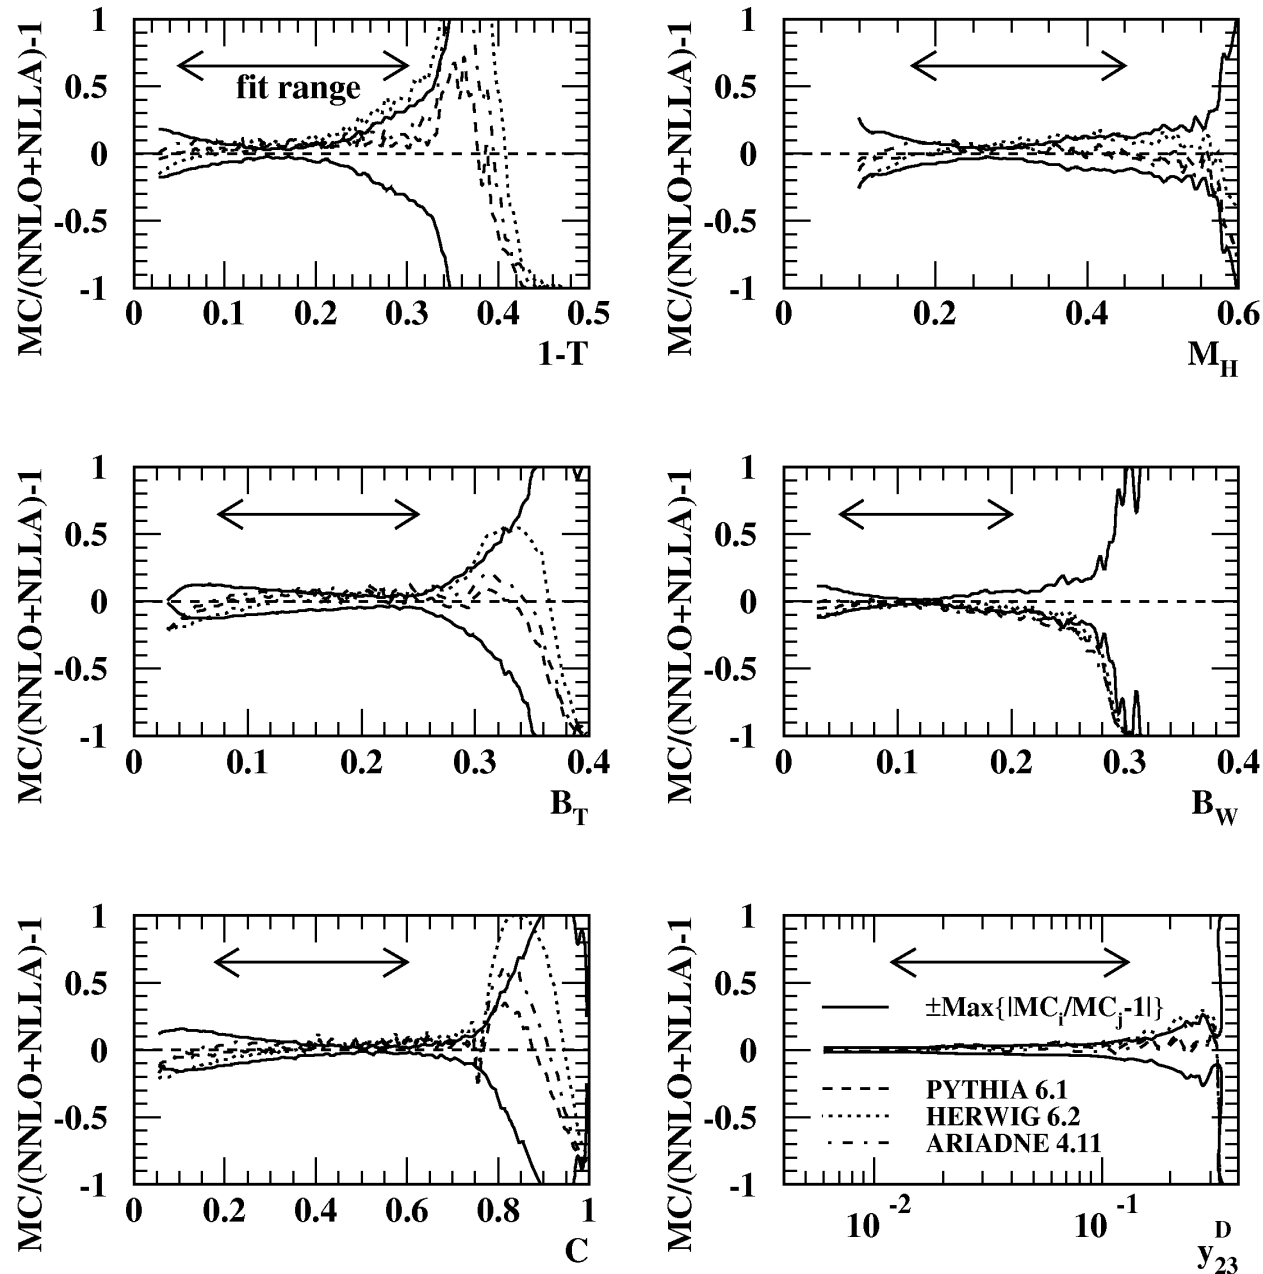 MC/(NNLO+NLLA)-1
1
0.5
0
-0.5
-1
fit range
0 0.1 0.2 0.3 0.4 0.5
1-T
MC/(NNLO+NLLA)-1
1
0.5
0
-0.5
-1
0 0.2 0.4 0.6
M_H
MC/(NNLO+NLLA)-1
1
0.5
0
-0.5
-1
0 0.1 0.2 0.3 0.4
B_T
MC/(NNLO+NLLA)-1
1
0.5
0
-0.5
-1
0 0.1 0.2 0.3 0.4
B_W
MC/(NNLO+NLLA)-1
1
0.5
0
-0.5
-1
0 0.2 0.4 0.6 0.8 1
C
MC/(NNLO+NLLA)-1
1
0.5
0
-0.5
-1
±Max{|MC_i/MC_j-1|}
PYTHIA 6.1
HERWIG 6.2
ARIADNE 4.11
10^-2 10^-1
y_23^D